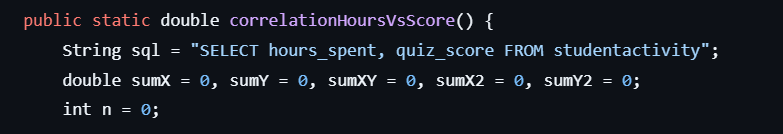 public static double correlationHoursVsScore() {
    String sql = "SELECT hours_spent, quiz_score FROM studentactivity";
    double sumX = 0, sumY = 0, sumXY = 0, sumX2 = 0, sumY2 = 0;
    int n = 0;